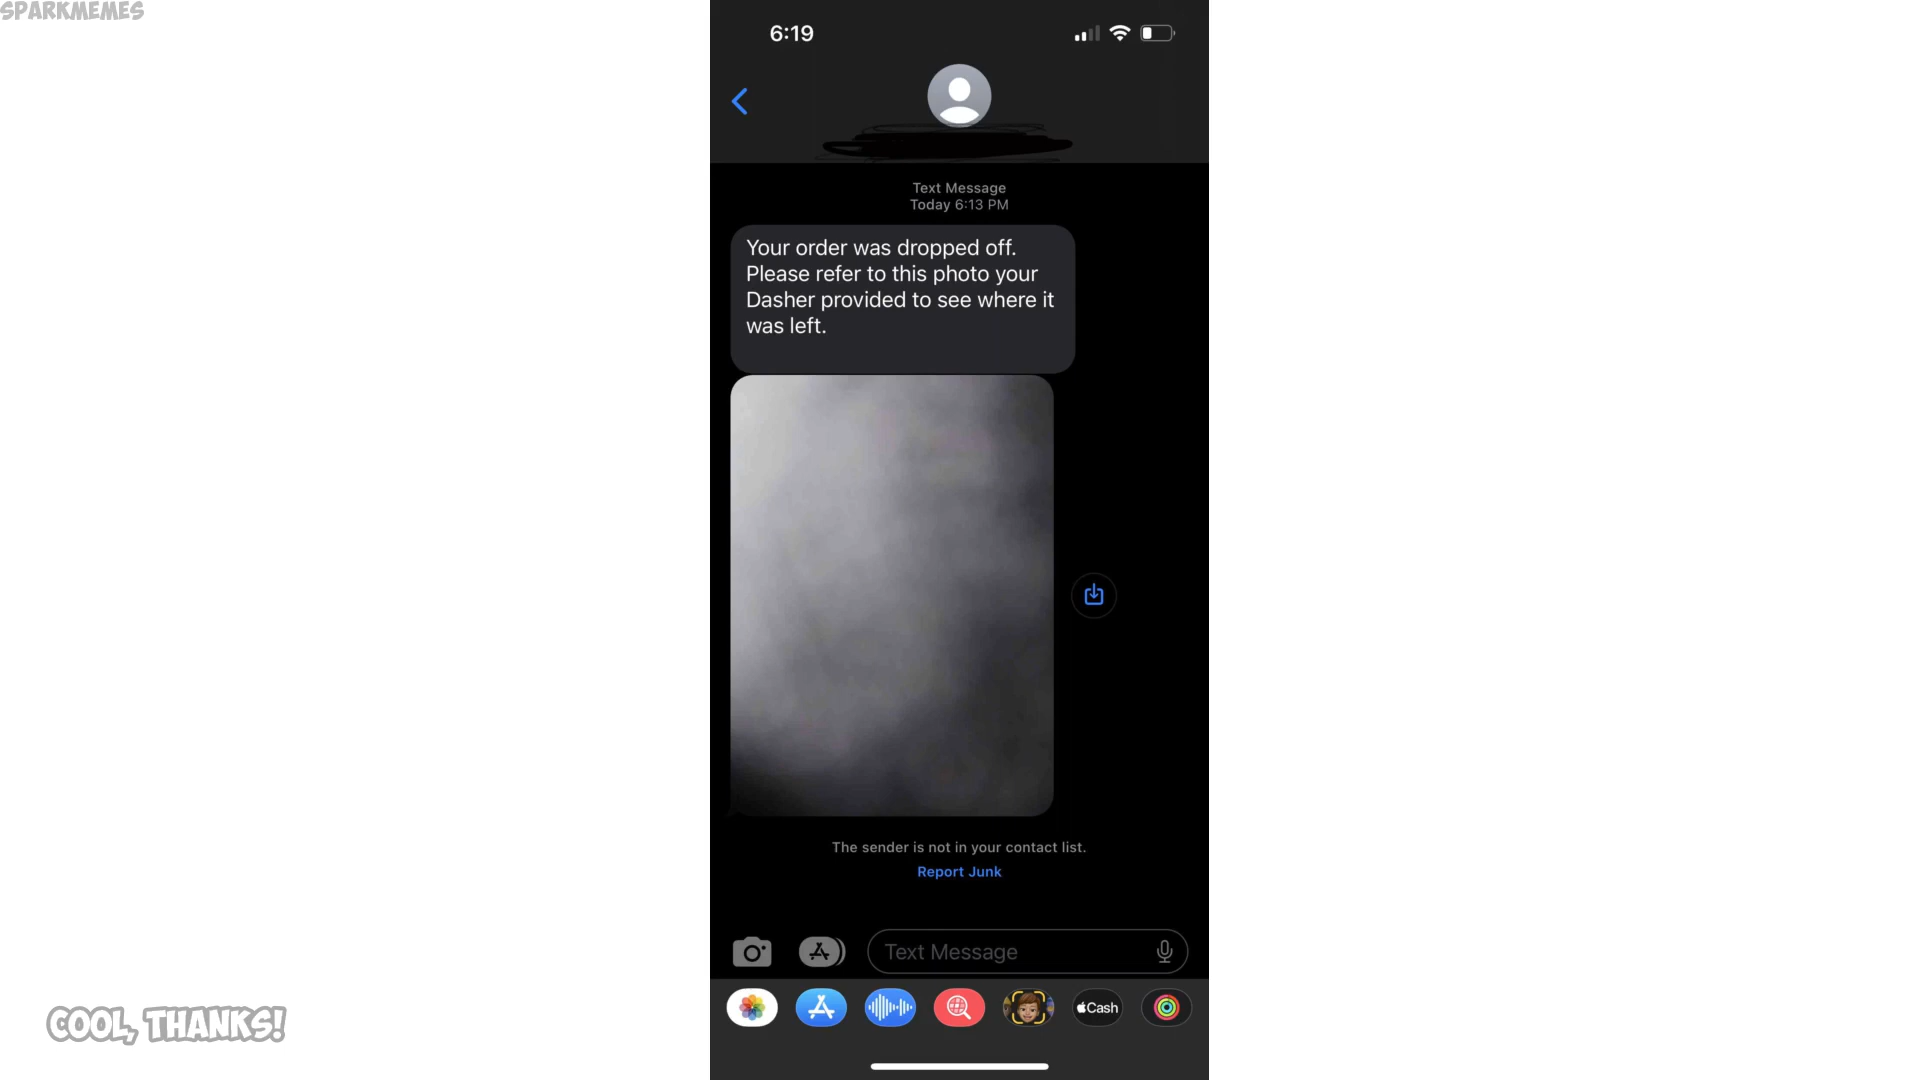 SPARKMEMES
6:19
Text Message
Today 6:13 PM
Your order was dropped off.
Please refer to this photo your
Dasher provided to see where it
was left.
The sender is not in your contact list.
Report Junk
Text Message
Cash
COOL, THANKS!